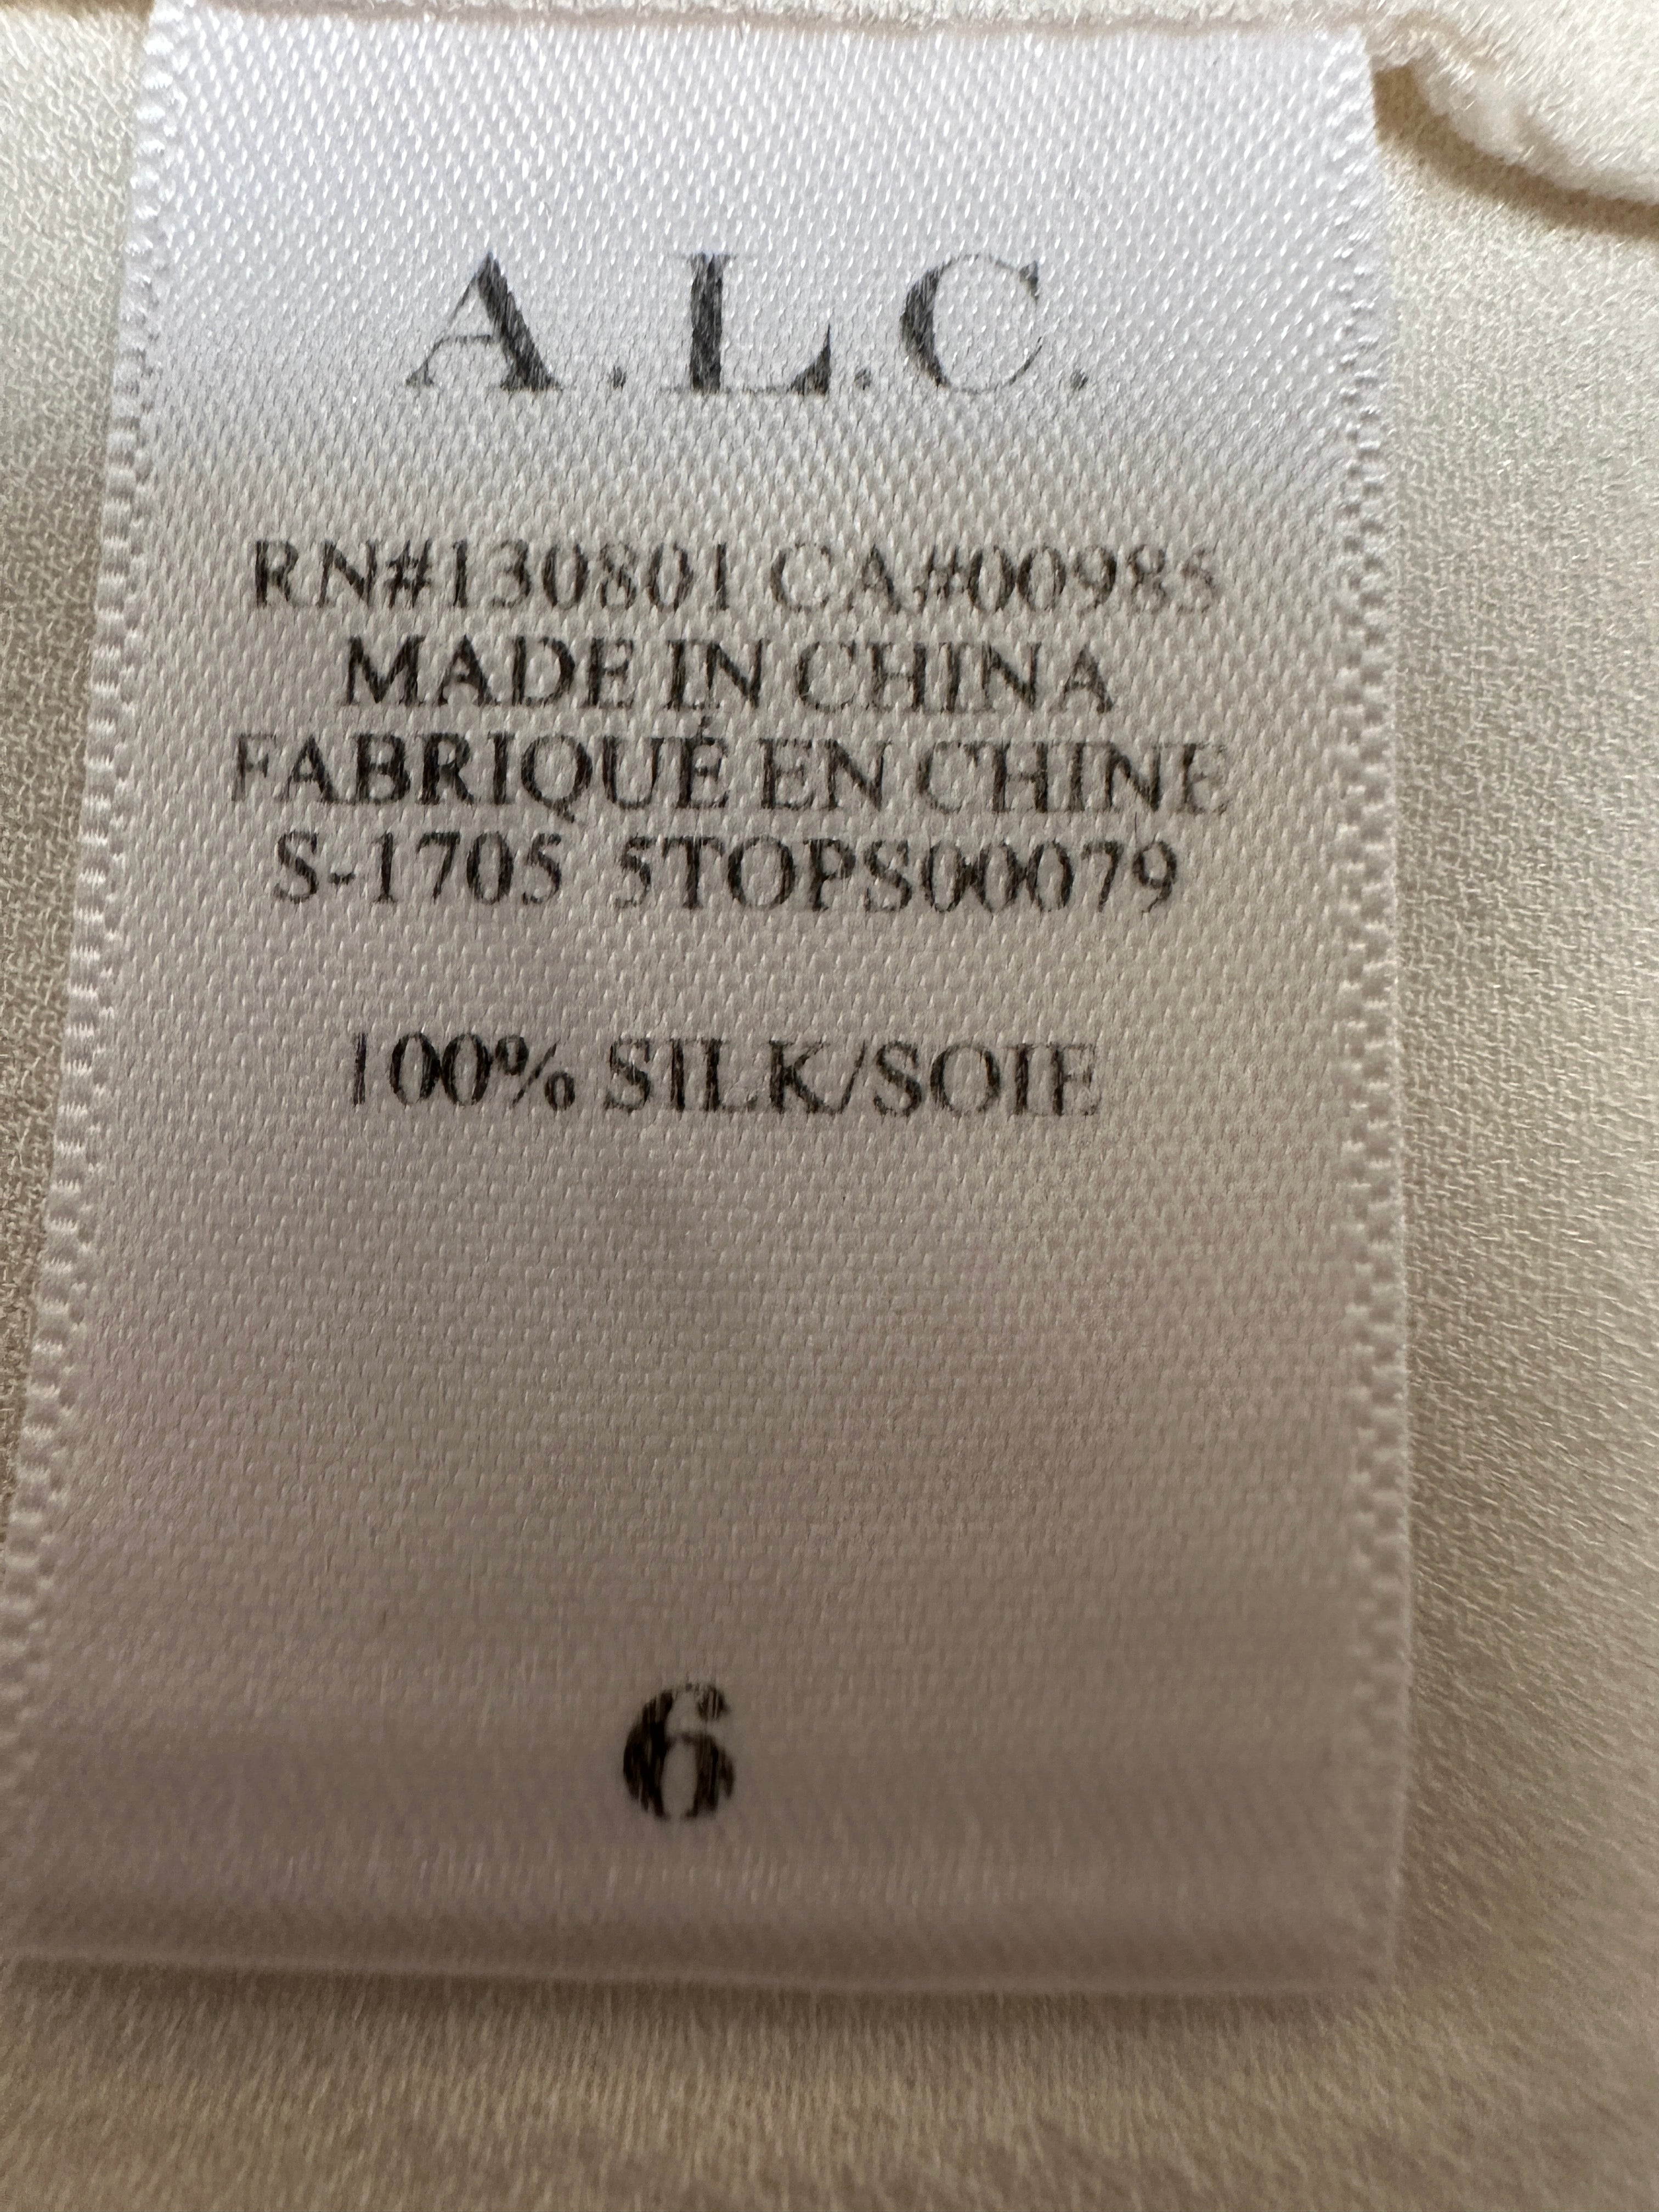 A.L.C.
RN#130801 CA#00985
MADE IN CHINA
FABRIQUÉ EN CHINE
S-1705 5TOPS00079
100% SILK/SOIE
6